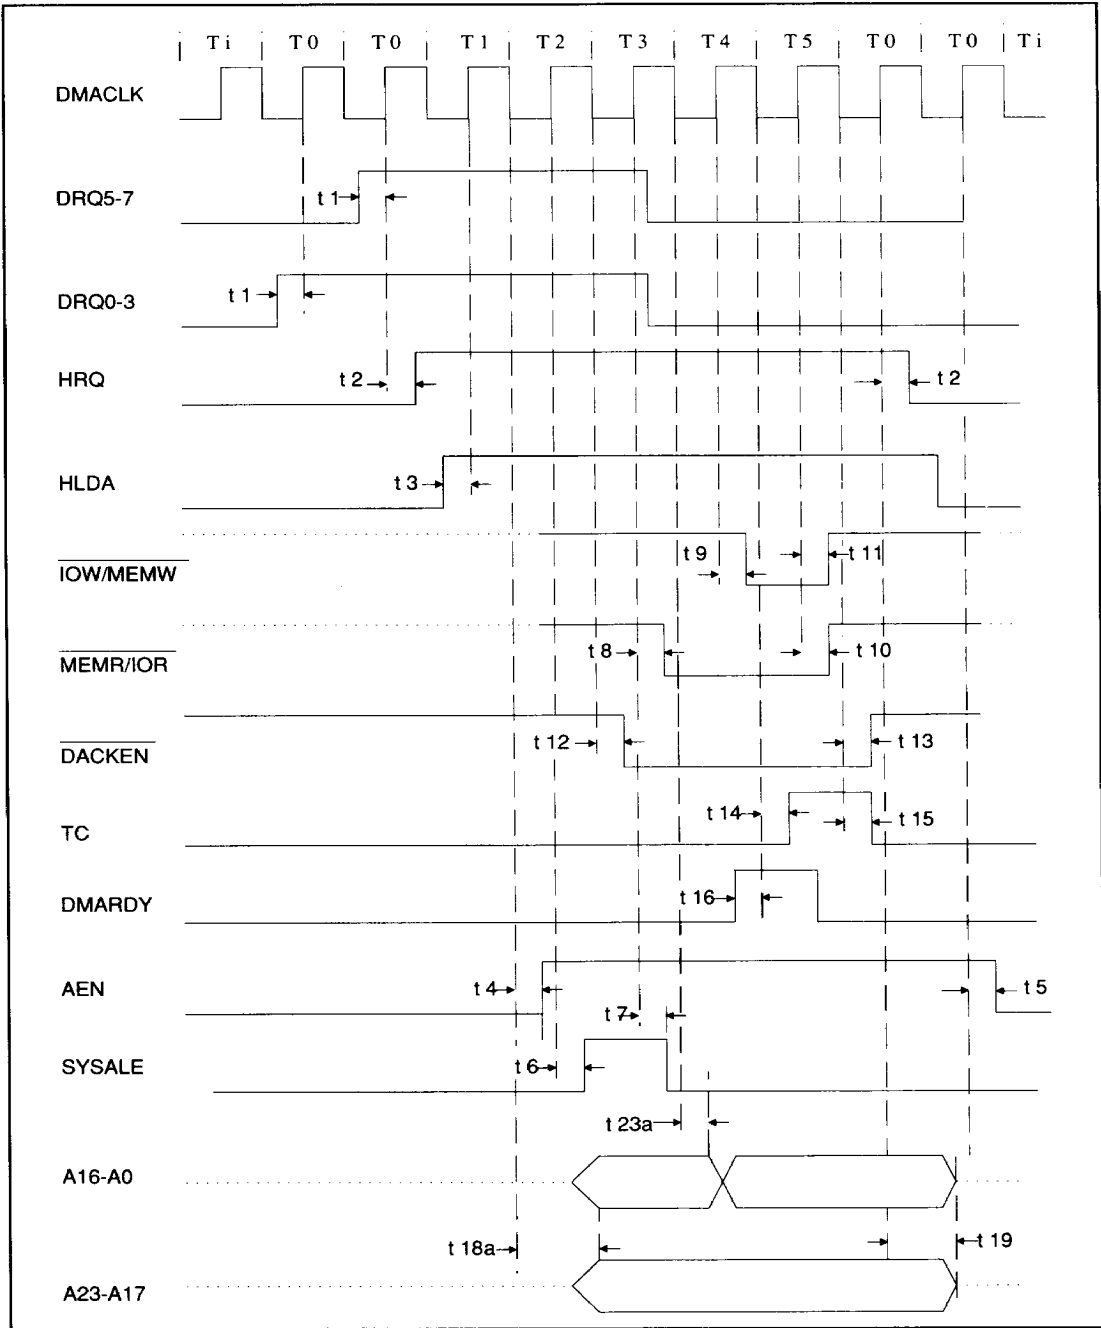 Ti T0 T0 T1 T2 T3 T4 T5 T0 T0 Ti
DMACLK
DRQ5-7
t1
DRQ0-3
t1
HRQ
t2 t2
HLDA
t3
IOW/MEMW
t9 t11
MEMR/IOR
t8 t10
DACKEN
t12 t13
TC
t14 t15
DMARDY
t16
AEN
t4 t5
t7
SYSALE
t6
t23a
A16-A0
t18a t19
A23-A17